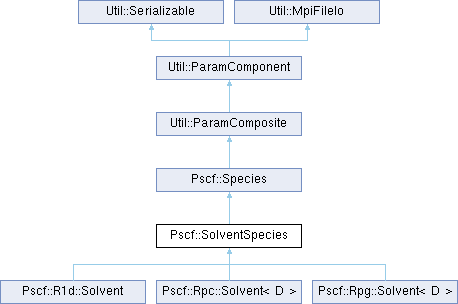 Util::Serializable
Util::MpiFileIo
Util::ParamComponent
Util::ParamComposite
Pscf::Species
Pscf::SolventSpecies
Pscf::R1d::Solvent
Pscf::Rpc::Solvent< D >
Pscf::Rpg::Solvent< D >